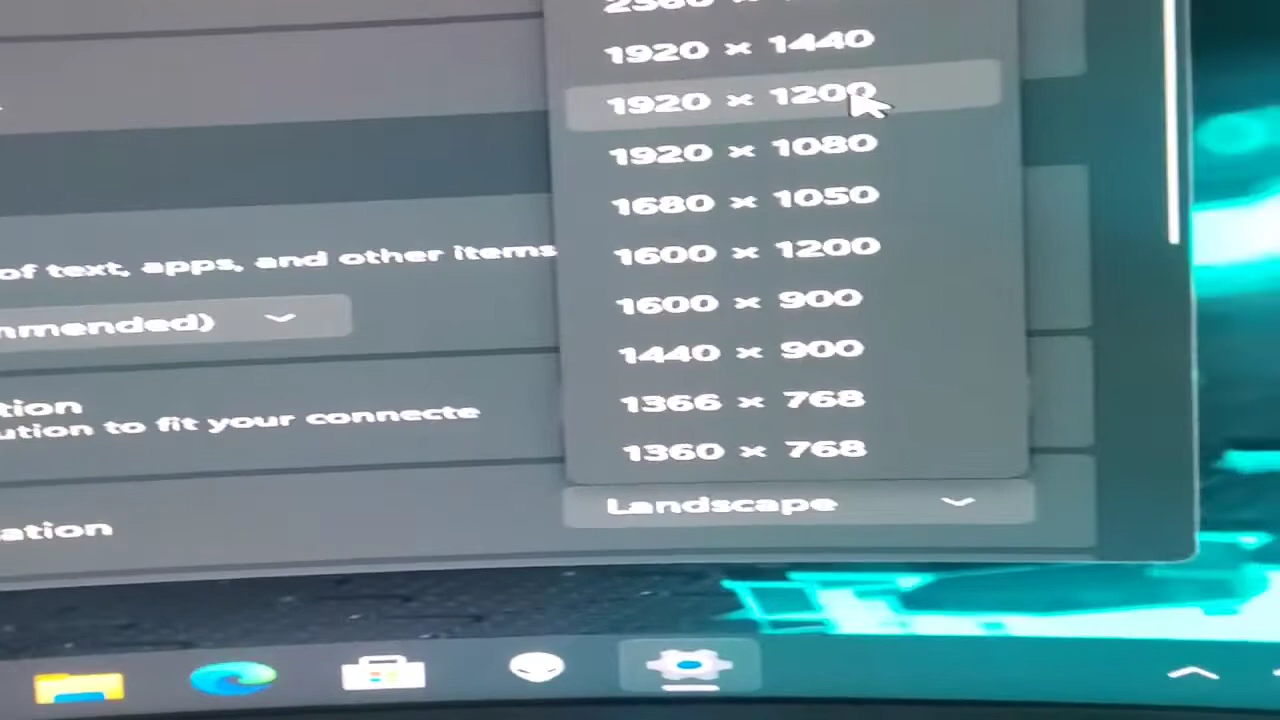 1920 × 1440
1920 × 1200
1920 × 1080
1680 × 1050
of text, apps, and other items
1600 × 1200
mmended)
1600 × 900
1440 × 900
tion
1366 × 768
ution to fit your connecte
1360 × 768
ation
Landscape